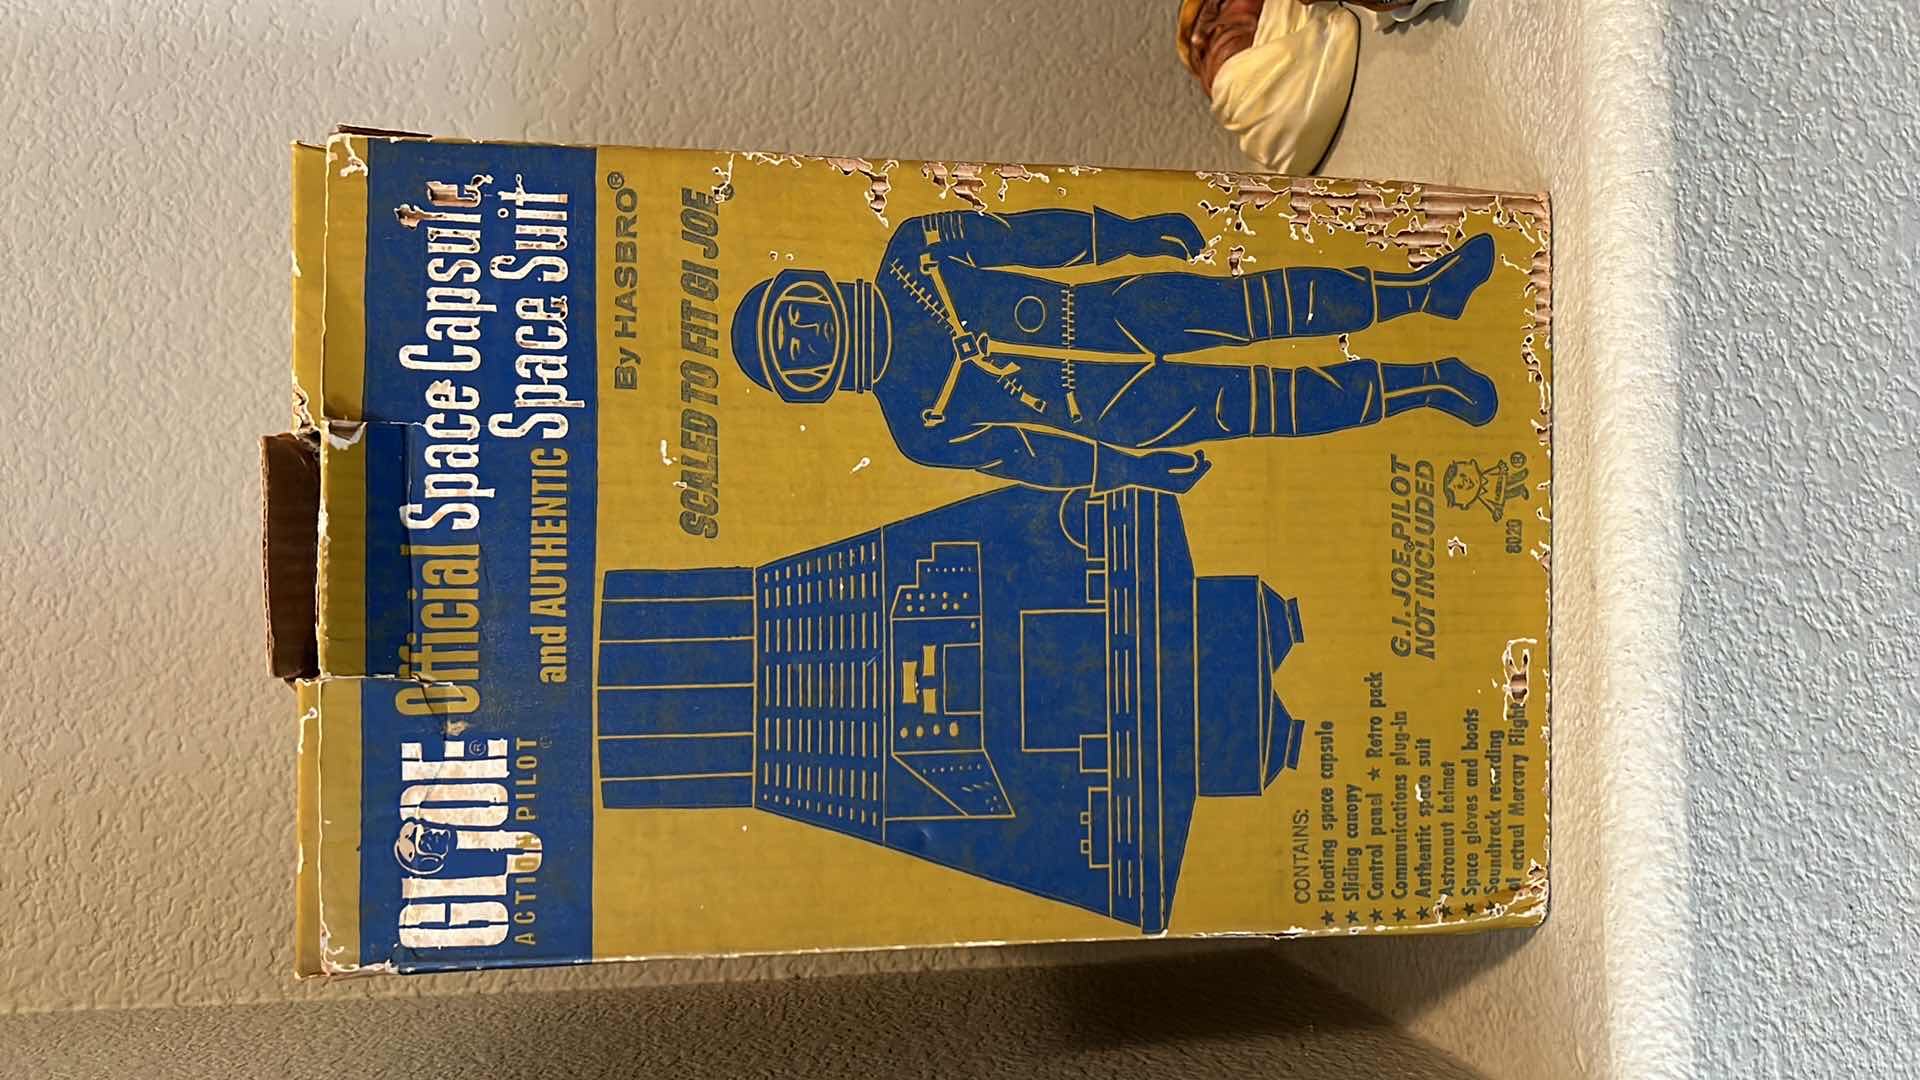 GI JOE® Official Space Capsule
ACTION PILOT® and AUTHENTIC Space Suit
By HASBRO®
SCALED TO FIT GI JOE®
CONTAINS:
★ Floating space capsule
★ Sliding canopy
★ Control panel ★ Retro pack
★ Communications plug-in
★ Authentic space suit
★ Astronaut helmet
★ Space gloves and boots
★ Soundtrack recording
of actual Mercury Flight
G.I. JOE® PILOT
NOT INCLUDED
8020 ®